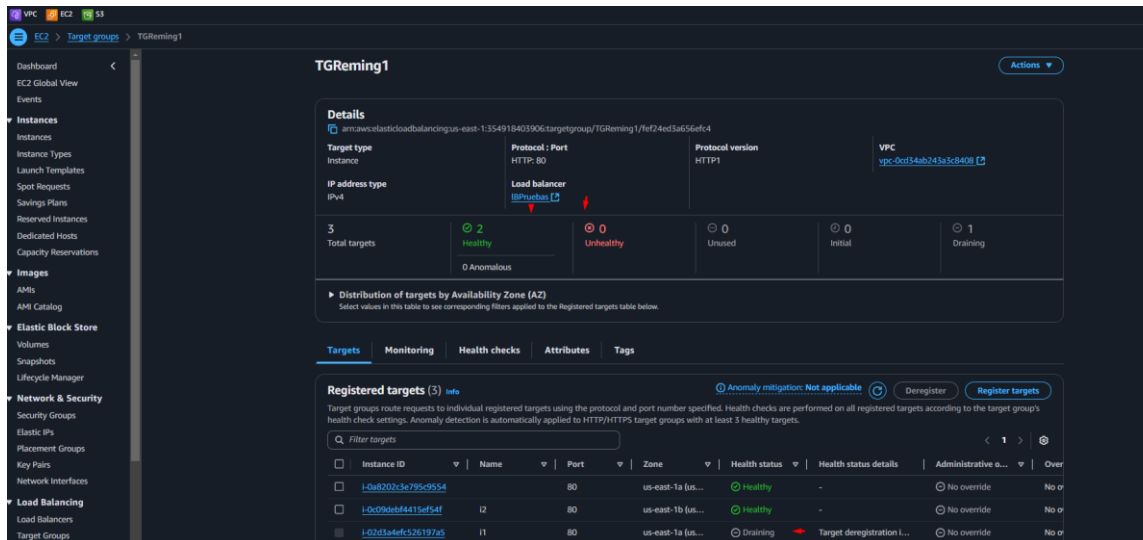 VPC EC2 S3
EC2 > Target groups > TGReming1
Dashboard
EC2 Global View
Events
Instances
Instances
Instance Types
Launch Templates
Spot Requests
Savings Plans
Reserved Instances
Dedicated Hosts
Capacity Reservations
Images
AMIs
AMI Catalog
Elastic Block Store
Volumes
Snapshots
Lifecycle Manager
Network & Security
Security Groups
Elastic IPs
Placement Groups
Key Pairs
Network Interfaces
Load Balancing
Load Balancers
Target Groups
TGReming1
Actions
Details
arn:aws:elasticloadbalancing:us-east-1:354918403906:targetgroup/TGReming1/fef24ed3a656efc4
Target type
Instance
Protocol : Port
HTTP: 80
Protocol version
HTTP1
VPC
vpc-0cd34ab243a3c8408
IP address type
IPv4
Load balancer
lBPruebas
3
Total targets
2
Healthy
0 Anomalous
0
Unhealthy
0
Unused
0
Initial
1
Draining
Distribution of targets by Availability Zone (AZ)
Select values in this table to see corresponding filters applied to the Registered targets table below.
Targets Monitoring Health checks Attributes Tags
Registered targets (3) Info
Anomaly mitigation: Not applicable
Deregister
Register targets
Target groups route requests to individual registered targets using the protocol and port number specified. Health checks are performed on all registered targets according to the target group's
health check settings. Anomaly detection is automatically applied to HTTP/HTTPS target groups with at least 3 healthy targets.
Filter targets
1
Instance ID Name Port Zone Health status Health status details Administrative o... Over
i-0a8202c3e795c9554 80 us-east-1a (us... Healthy - No override No o
i-0c09debf4415ef54f i2 80 us-east-1b (us... Healthy - No override No o
i-02d3a4efc526197a5 i1 80 us-east-1a (us... Draining Target deregistration i... No override No o